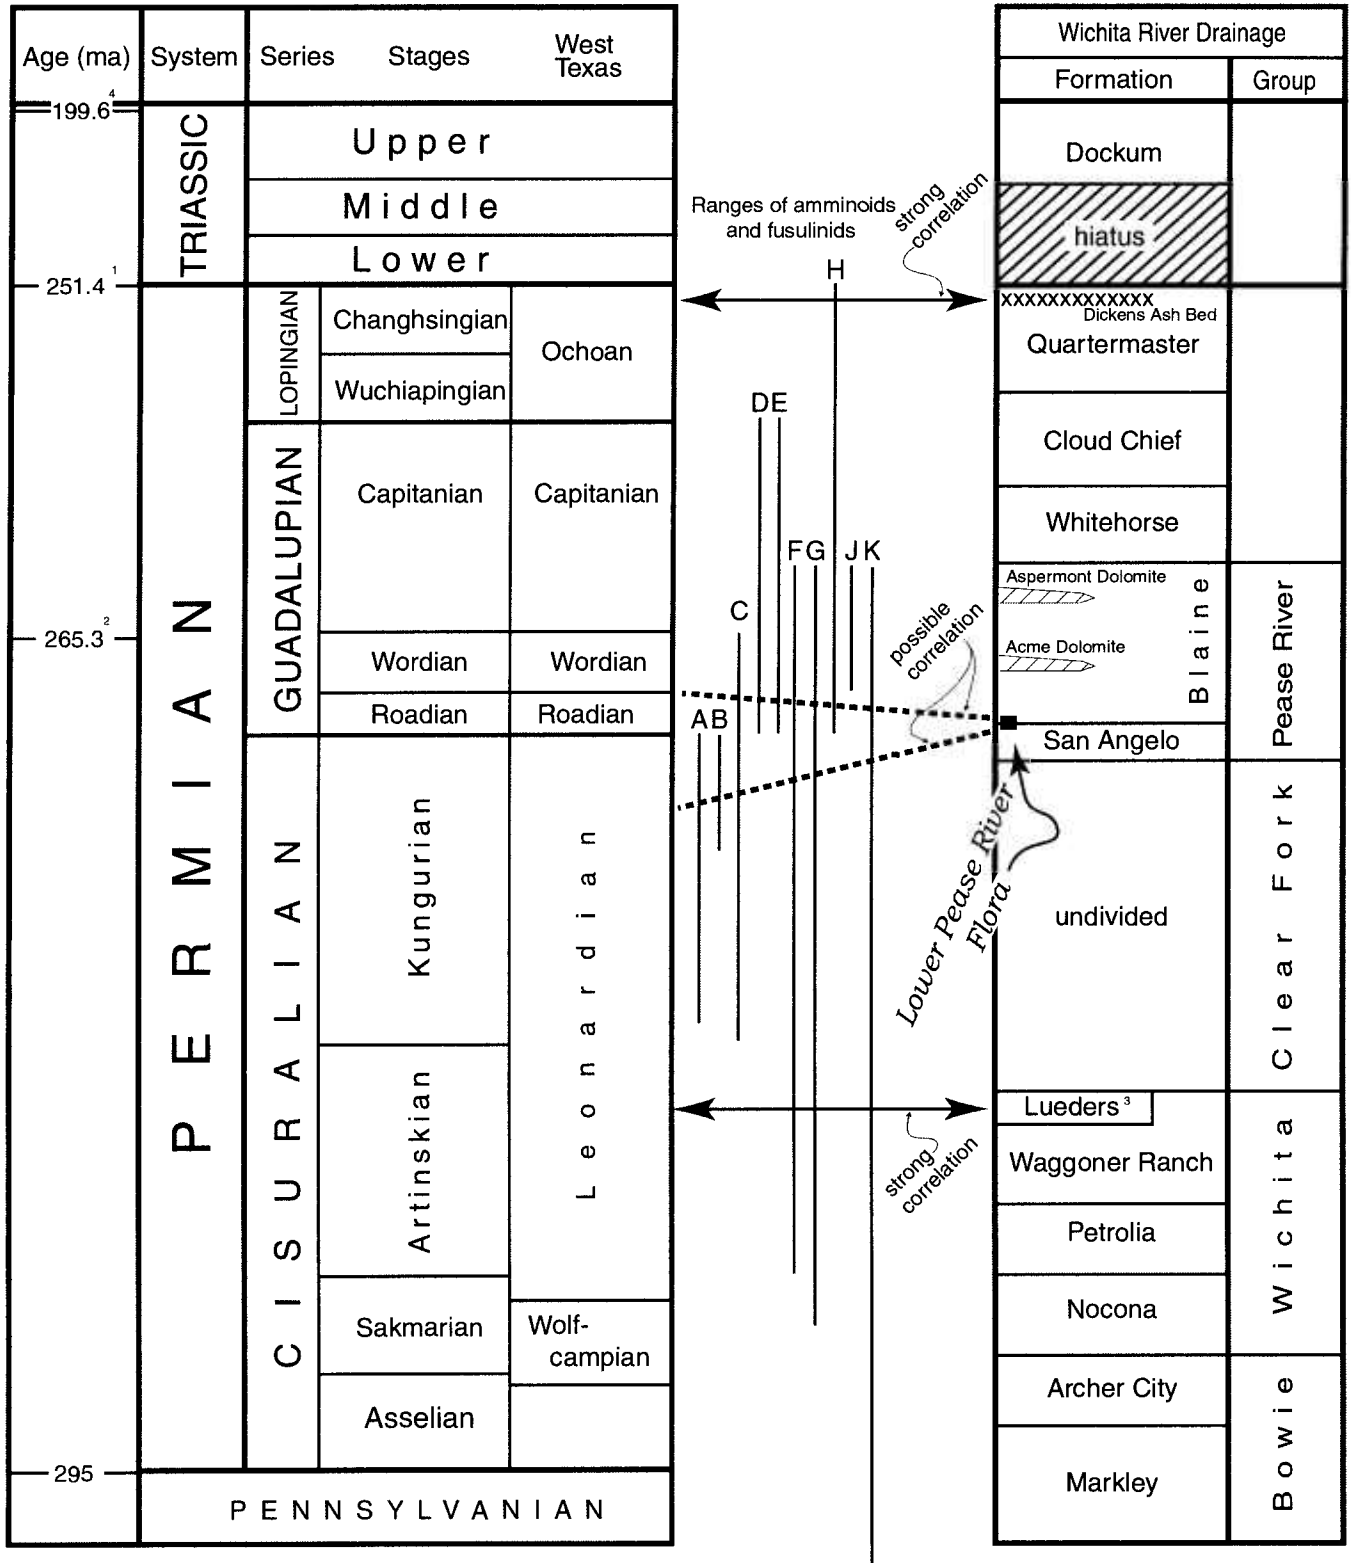 Age (ma)
System
Series
Stages
West
Texas
199.6 4
TRIASSIC
Upper
Middle
Lower
251.4 1
PERMIAN
LOPINGIAN
Changhsingian
Wuchiapingian
Ochoan
GUADALUPIAN
Capitanian
Capitanian
265.3 2
Wordian
Wordian
Roadian
Roadian
CISURALIAN
Kungurian
Leonardian
Artinskian
Sakmarian
Wolf-
campian
Asselian
295
PENNSYLVANIAN
Ranges of amminoids
and fusulinids
strong
correlation
H
D E
F G
J K
C
A B
possible
correlation
Lower Pease River
Flora
strong
correlation
Wichita River Drainage
Formation
Group
Dockum
hiatus
xxxxxxxxxxxxx
Dickens Ash Bed
Quartermaster
Cloud Chief
Whitehorse
Aspermont Dolomite
Acme Dolomite
Blaine
Pease River
San Angelo
undivided
Clear Fork
Lueders 3
Waggoner Ranch
Petrolia
Nocona
Wichita
Archer City
Markley
Bowie